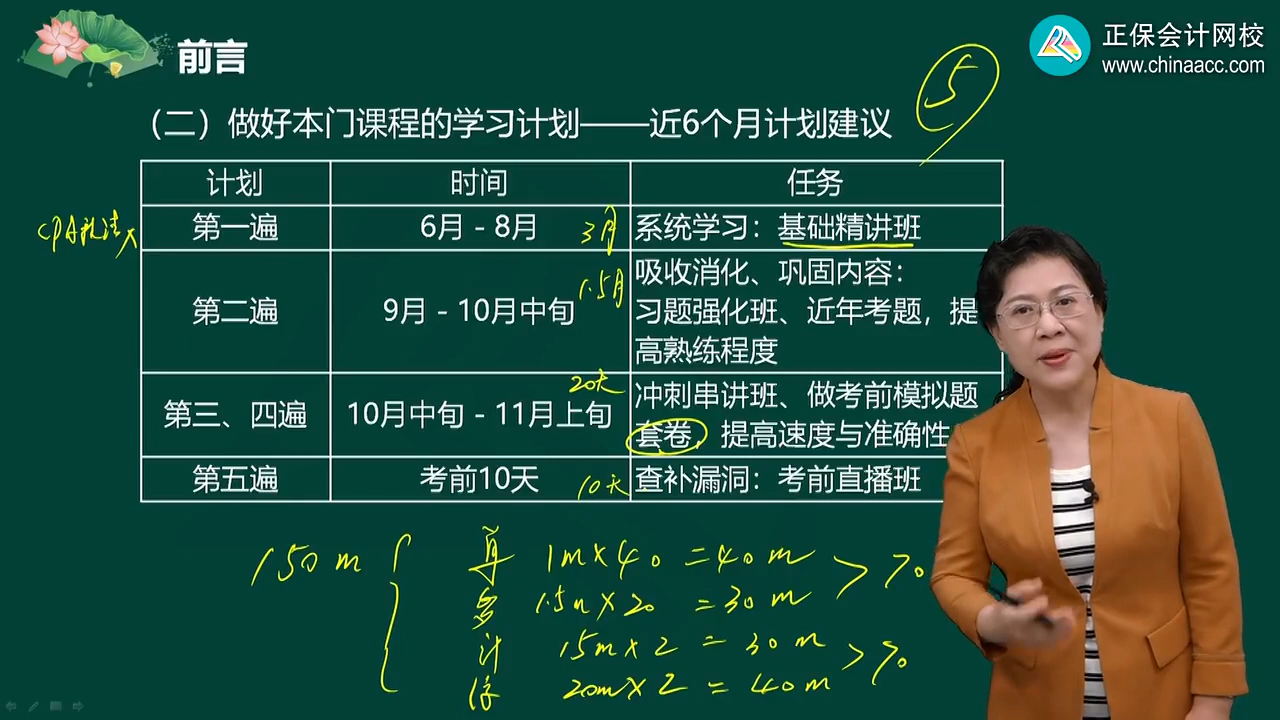 前言
正保会计网校
www.chinaacc.com
5
（二）做好本门课程的学习计划——近6个月计划建议
计划 时间 任务
CPA税法 第一遍 6月－8月 3月 系统学习：基础精讲班
第二遍 9月－10月中旬 1.5月 吸收消化、巩固内容：
习题强化班、近年考题，提
高熟练程度
第三、四遍 10月中旬－11月上旬 20天 冲刺串讲班、做考前模拟题
套卷，提高速度与准确性
第五遍 考前10天 10天 查补漏洞：考前直播班
150m
单 1m×40 =40m
多 1.5m×20 =30m
>70
计 15m×2 = 30m
综 20m×2 = 40m
>70